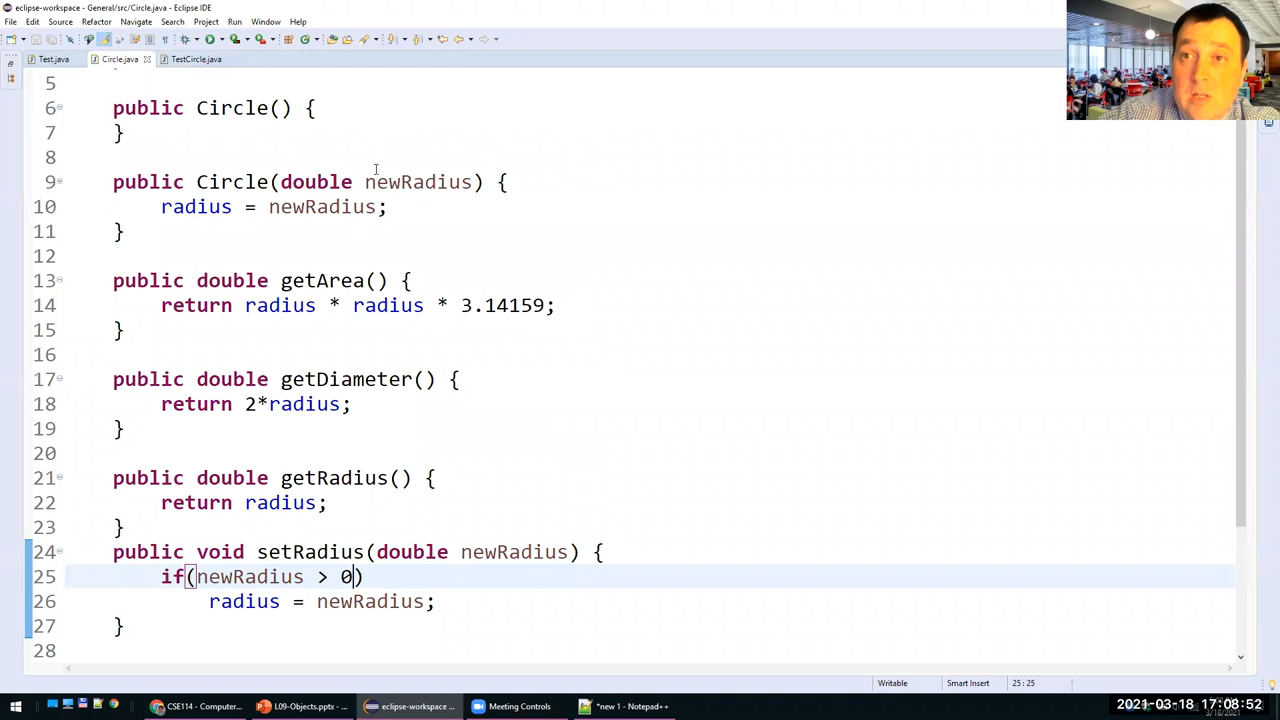 eclipse-workspace - General/src/Circle.java - Eclipse IDE
File Edit Source Refactor Navigate Search Project Run Window Help
Test.java Circle.java TestCircle.java
5
6 public Circle() {
7 }
8
9 public Circle(double newRadius) {
10 radius = newRadius;
11 }
12
13 public double getArea() {
14 return radius * radius * 3.14159;
15 }
16
17 public double getDiameter() {
18 return 2*radius;
19 }
20
21 public double getRadius() {
22 return radius;
23 }
24 public void setRadius(double newRadius) {
25 if(newRadius > 0)
26 radius = newRadius;
27 }
28
Writable Smart Insert 25 : 25
CSE114 - Computer... L09-Objects.pptx - ... eclipse-workspace ... Zoom Meeting Controls *new 1 - Notepad++ 2021-03-18 17:08:52
3/18/2021